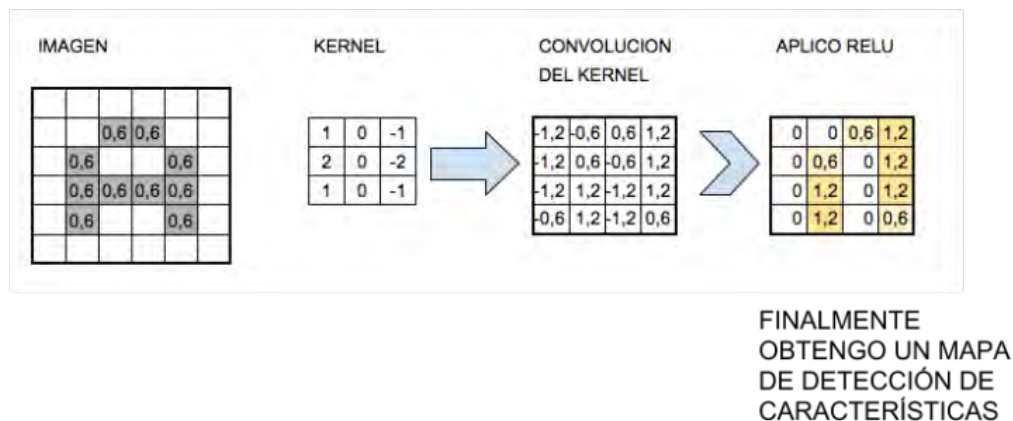 IMAGEN
KERNEL
CONVOLUCION
DEL KERNEL
APLICO RELU
0,6 0,6
0,6 0,6
0,6 0,6 0,6 0,6
0,6 0,6
1 0 -1
2 0 -2
1 0 -1
-1,2 -0,6 0,6 1,2
-1,2 0,6 -0,6 1,2
-1,2 1,2 -1,2 1,2
-0,6 1,2 -1,2 0,6
0 0 0,6 1,2
0 0,6 0 1,2
0 1,2 0 1,2
0 1,2 0 0,6
FINALMENTE
OBTENGO UN MAPA
DE DETECCIÓN DE
CARACTERÍSTICAS